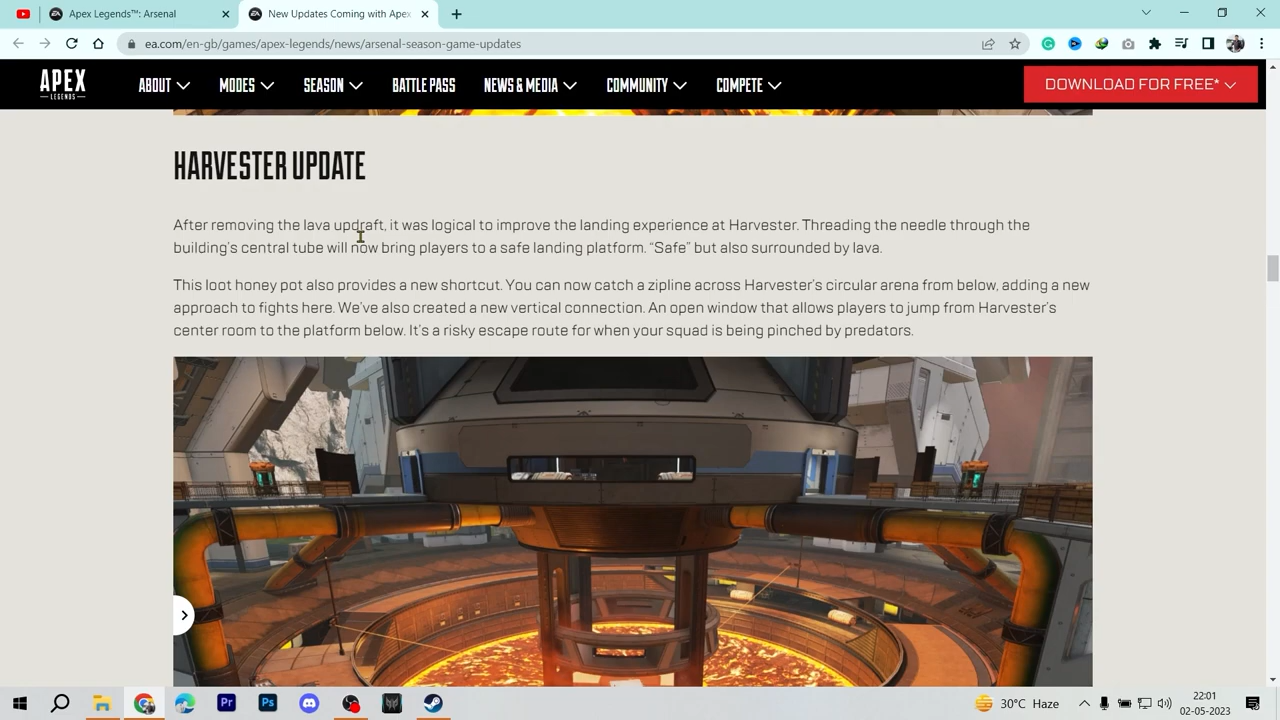 Apex Legends™: Arsenal
New Updates Coming with Apex
ea.com/en-gb/games/apex-legends/news/arsenal-season-game-updates
APEX
LEGENDS
ABOUT MODES SEASON BATTLE PASS NEWS & MEDIA COMMUNITY COMPETE DOWNLOAD FOR FREE*
HARVESTER UPDATE
After removing the lava updraft, it was logical to improve the landing experience at Harvester. Threading the needle through the
building's central tube will now bring players to a safe landing platform. “Safe” but also surrounded by lava.
This loot honey pot also provides a new shortcut. You can now catch a zipline across Harvester's circular arena from below, adding a new
approach to fights here. We've also created a new vertical connection. An open window that allows players to jump from Harvester's
center room to the platform below. It's a risky escape route for when your squad is being pinched by predators.
30°C Haze
22:01
02-05-2023